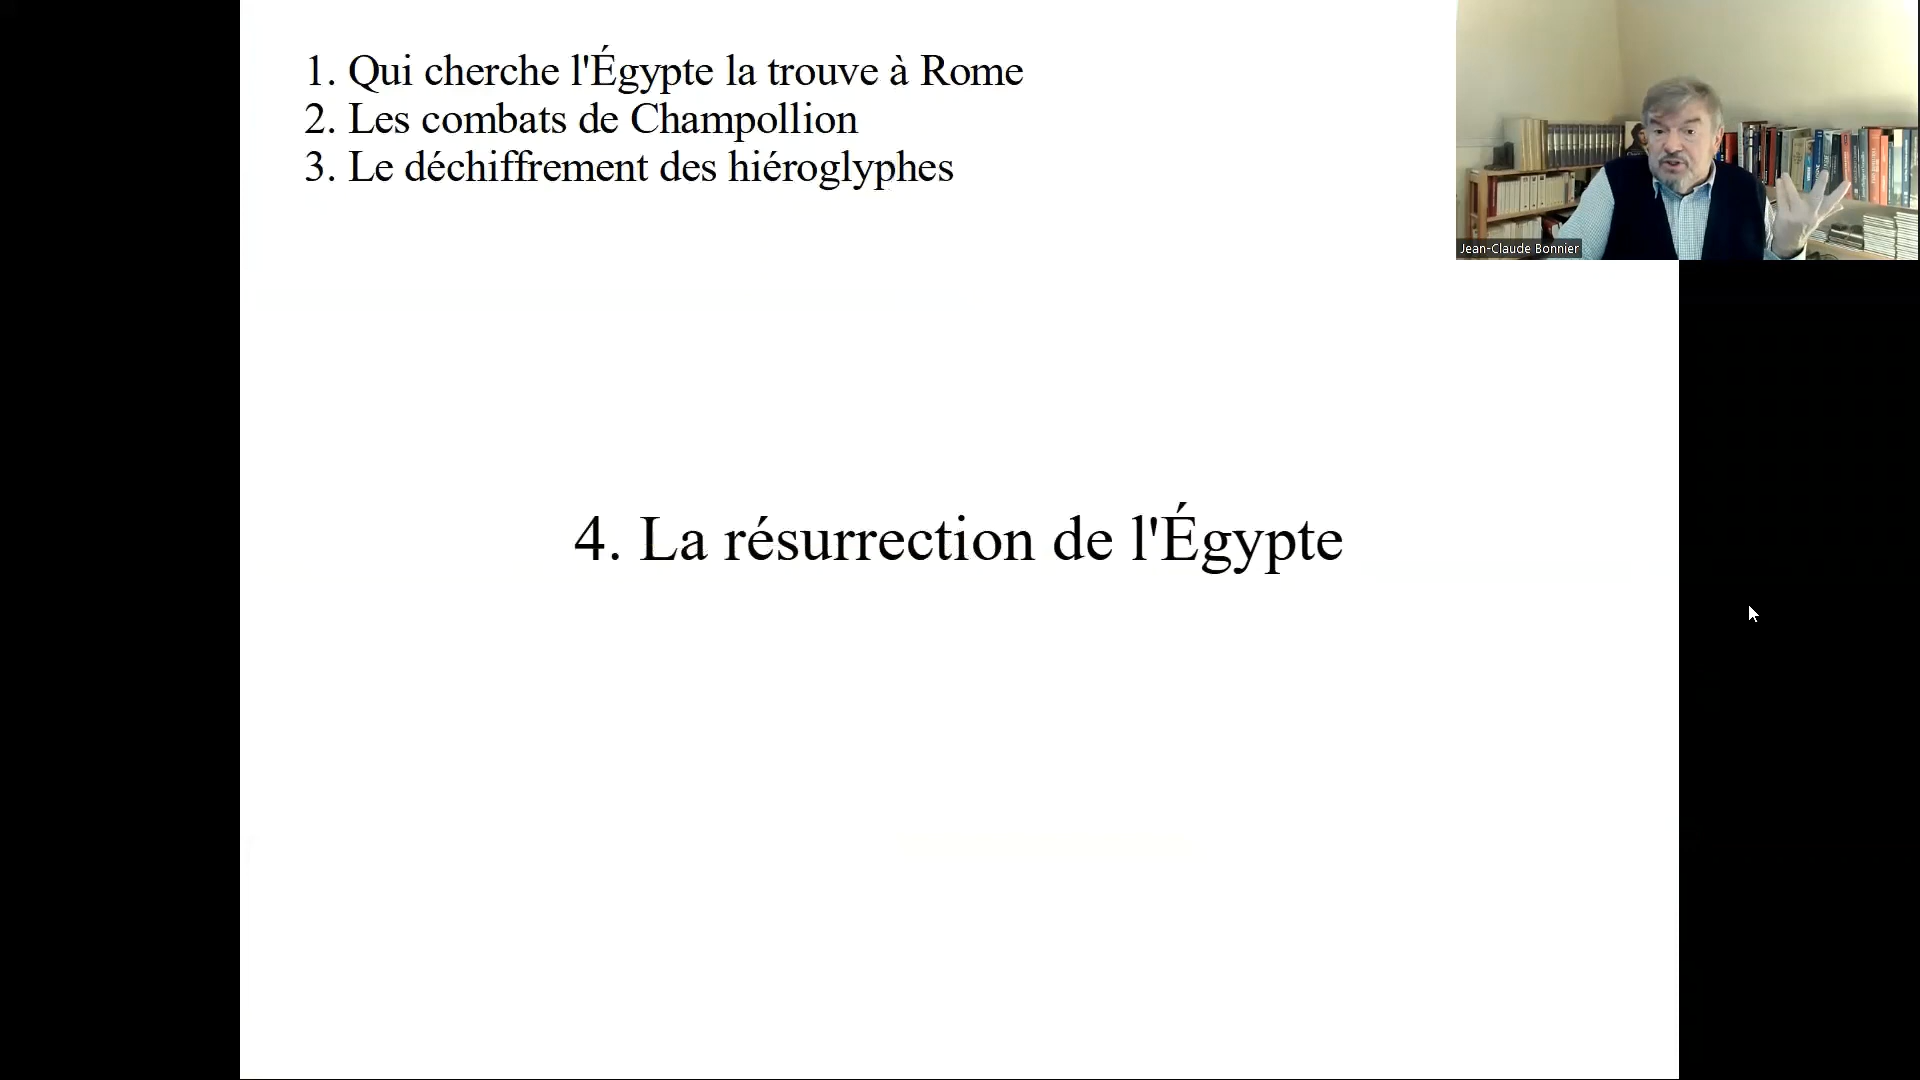 1. Qui cherche l'Égypte la trouve à Rome
2. Les combats de Champollion
3. Le déchiffrement des hiéroglyphes
Jean-Claude Bonnier
4. La résurrection de l'Égypte